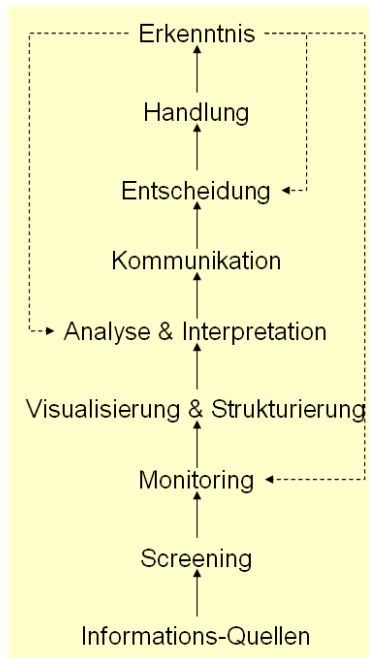 Erkenntnis
Handlung
Entscheidung
Kommunikation
Analyse & Interpretation
Visualisierung & Strukturierung
Monitoring
Screening
Informations-Quellen